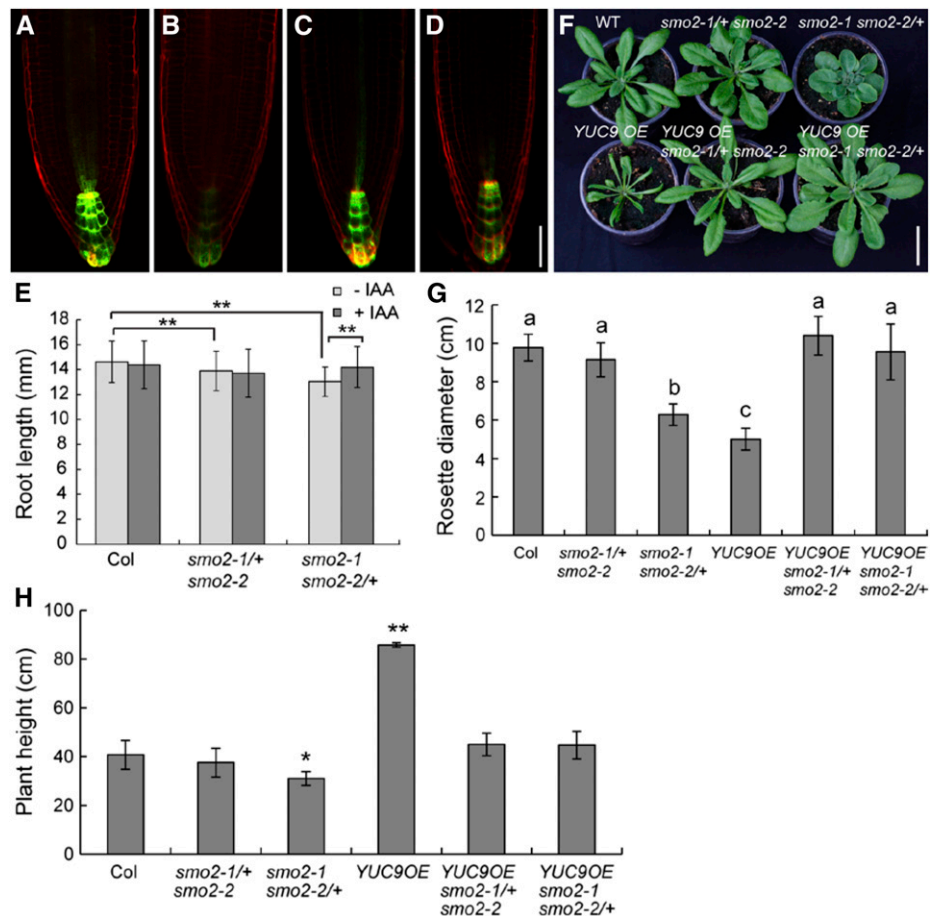 A
B
C
D
F
WT
smo2-1/+ smo2-2
smo2-1 smo2-2/+
YUC9 OE
YUC9 OE
smo2-1/+ smo2-2
YUC9 OE
smo2-1 smo2-2/+
E
- IAA
+ IAA
**
**
**
Root length (mm)
18
16
14
12
10
8
6
4
2
0
Col
smo2-1/+
smo2-2
smo2-1
smo2-2/+
G
Rosette diameter (cm)
12
10
8
6
4
2
0
a
a
b
c
a
a
Col
smo2-1/+
smo2-2
smo2-1
smo2-2/+
YUC9OE
YUC9OE
smo2-1/+
smo2-2
YUC9OE
smo2-1
smo2-2/+
H
Plant height (cm)
100
80
60
40
20
0
*
**
Col
smo2-1/+
smo2-2
smo2-1
smo2-2/+
YUC9OE
YUC9OE
smo2-1/+
smo2-2
YUC9OE
smo2-1
smo2-2/+